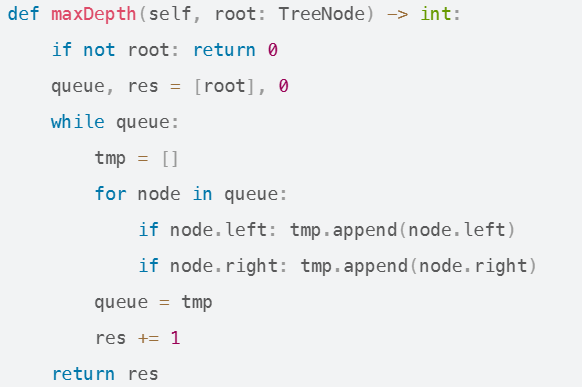 def maxDepth(self, root: TreeNode) -> int:
    if not root: return 0
    queue, res = [root], 0
    while queue:
        tmp = []
        for node in queue:
            if node.left: tmp.append(node.left)
            if node.right: tmp.append(node.right)
        queue = tmp
        res += 1
    return res